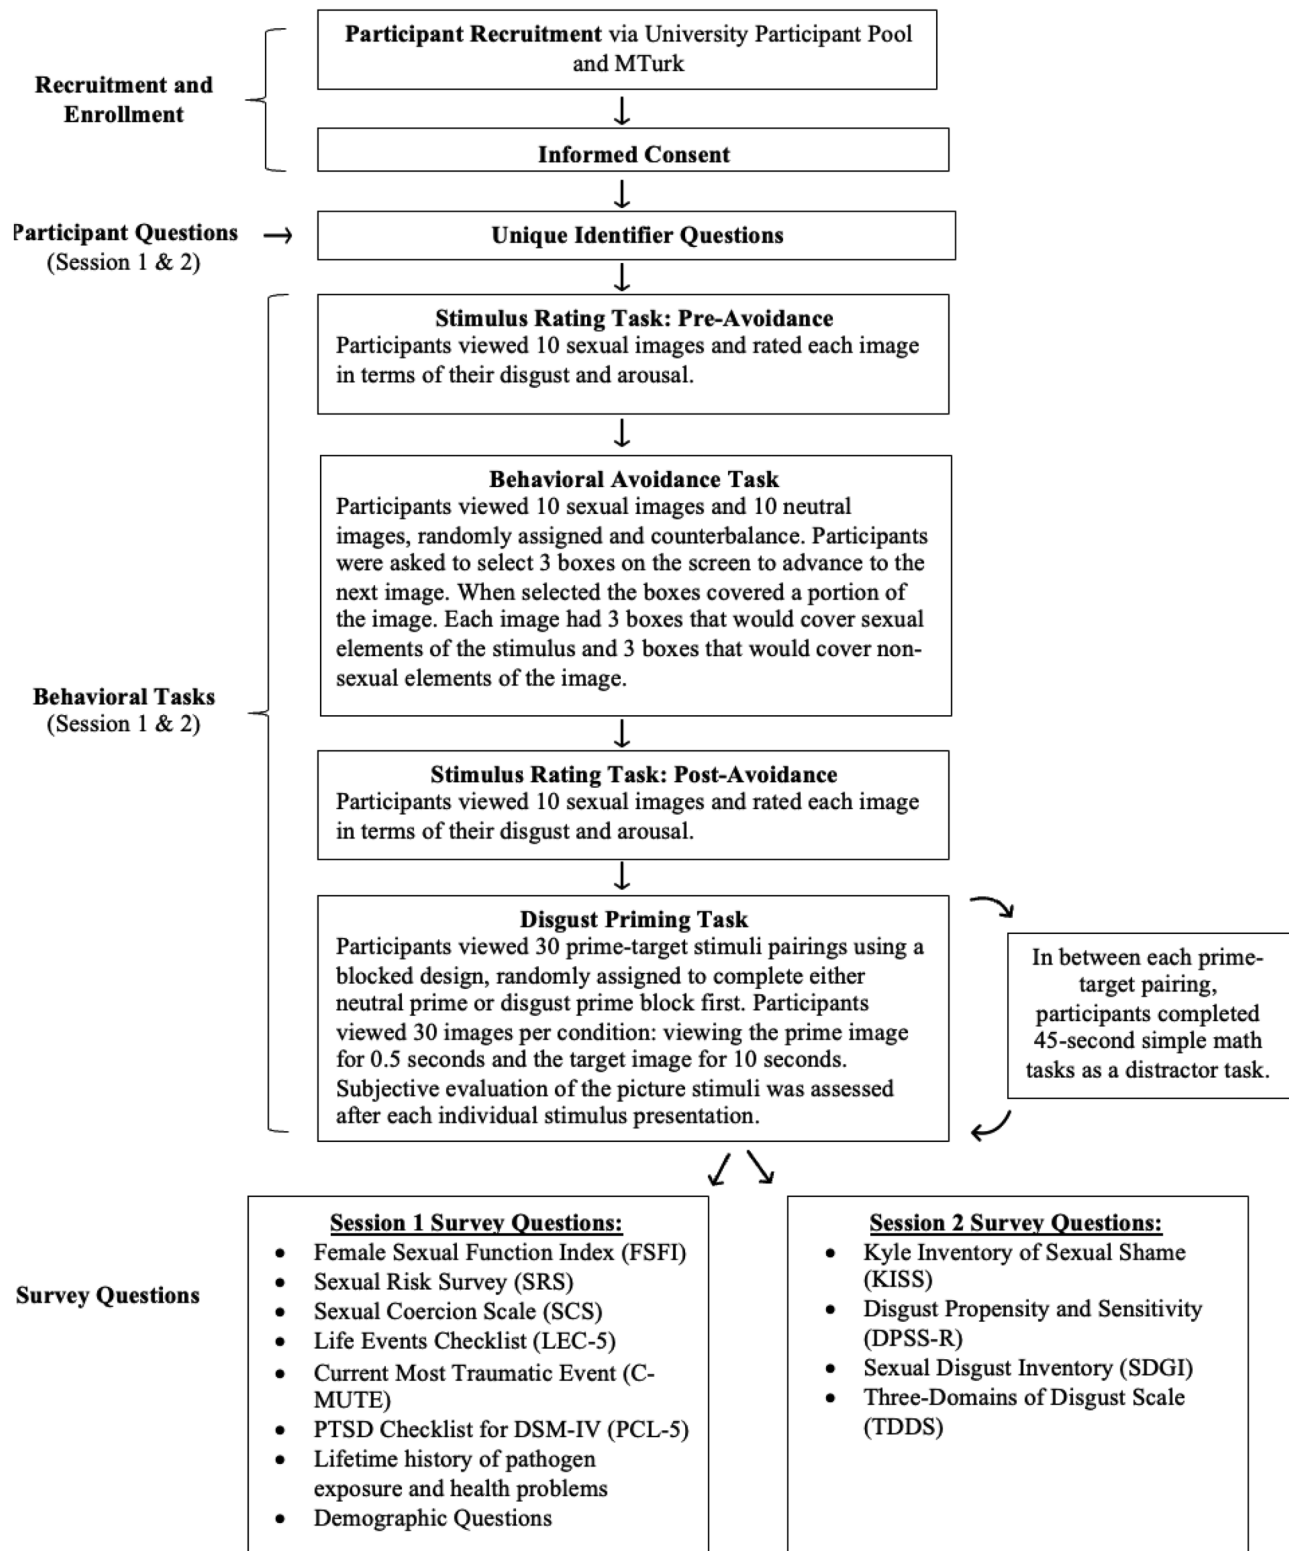 Participant Recruitment via University Participant Pool
and MTurk
Recruitment and
Enrollment
Informed Consent
Participant Questions
(Session 1 & 2)
Unique Identifier Questions
Stimulus Rating Task: Pre-Avoidance
Participants viewed 10 sexual images and rated each image
in terms of their disgust and arousal.
Behavioral Avoidance Task
Participants viewed 10 sexual images and 10 neutral
images, randomly assigned and counterbalance. Participants
were asked to select 3 boxes on the screen to advance to the
next image. When selected the boxes covered a portion of
the image. Each image had 3 boxes that would cover sexual
elements of the stimulus and 3 boxes that would cover non-
sexual elements of the image.
Behavioral Tasks
(Session 1 & 2)
Stimulus Rating Task: Post-Avoidance
Participants viewed 10 sexual images and rated each image
in terms of their disgust and arousal.
Disgust Priming Task
Participants viewed 30 prime-target stimuli pairings using a
blocked design, randomly assigned to complete either
neutral prime or disgust prime block first. Participants
viewed 30 images per condition: viewing the prime image
for 0.5 seconds and the target image for 10 seconds.
Subjective evaluation of the picture stimuli was assessed
after each individual stimulus presentation.
In between each prime-
target pairing,
participants completed
45-second simple math
tasks as a distractor task.
Survey Questions
Session 1 Survey Questions:
• Female Sexual Function Index (FSFI)
• Sexual Risk Survey (SRS)
• Sexual Coercion Scale (SCS)
• Life Events Checklist (LEC-5)
• Current Most Traumatic Event (C-
MUTE)
• PTSD Checklist for DSM-IV (PCL-5)
• Lifetime history of pathogen
exposure and health problems
• Demographic Questions
Session 2 Survey Questions:
• Kyle Inventory of Sexual Shame
(KISS)
• Disgust Propensity and Sensitivity
(DPSS-R)
• Sexual Disgust Inventory (SDGI)
• Three-Domains of Disgust Scale
(TDDS)